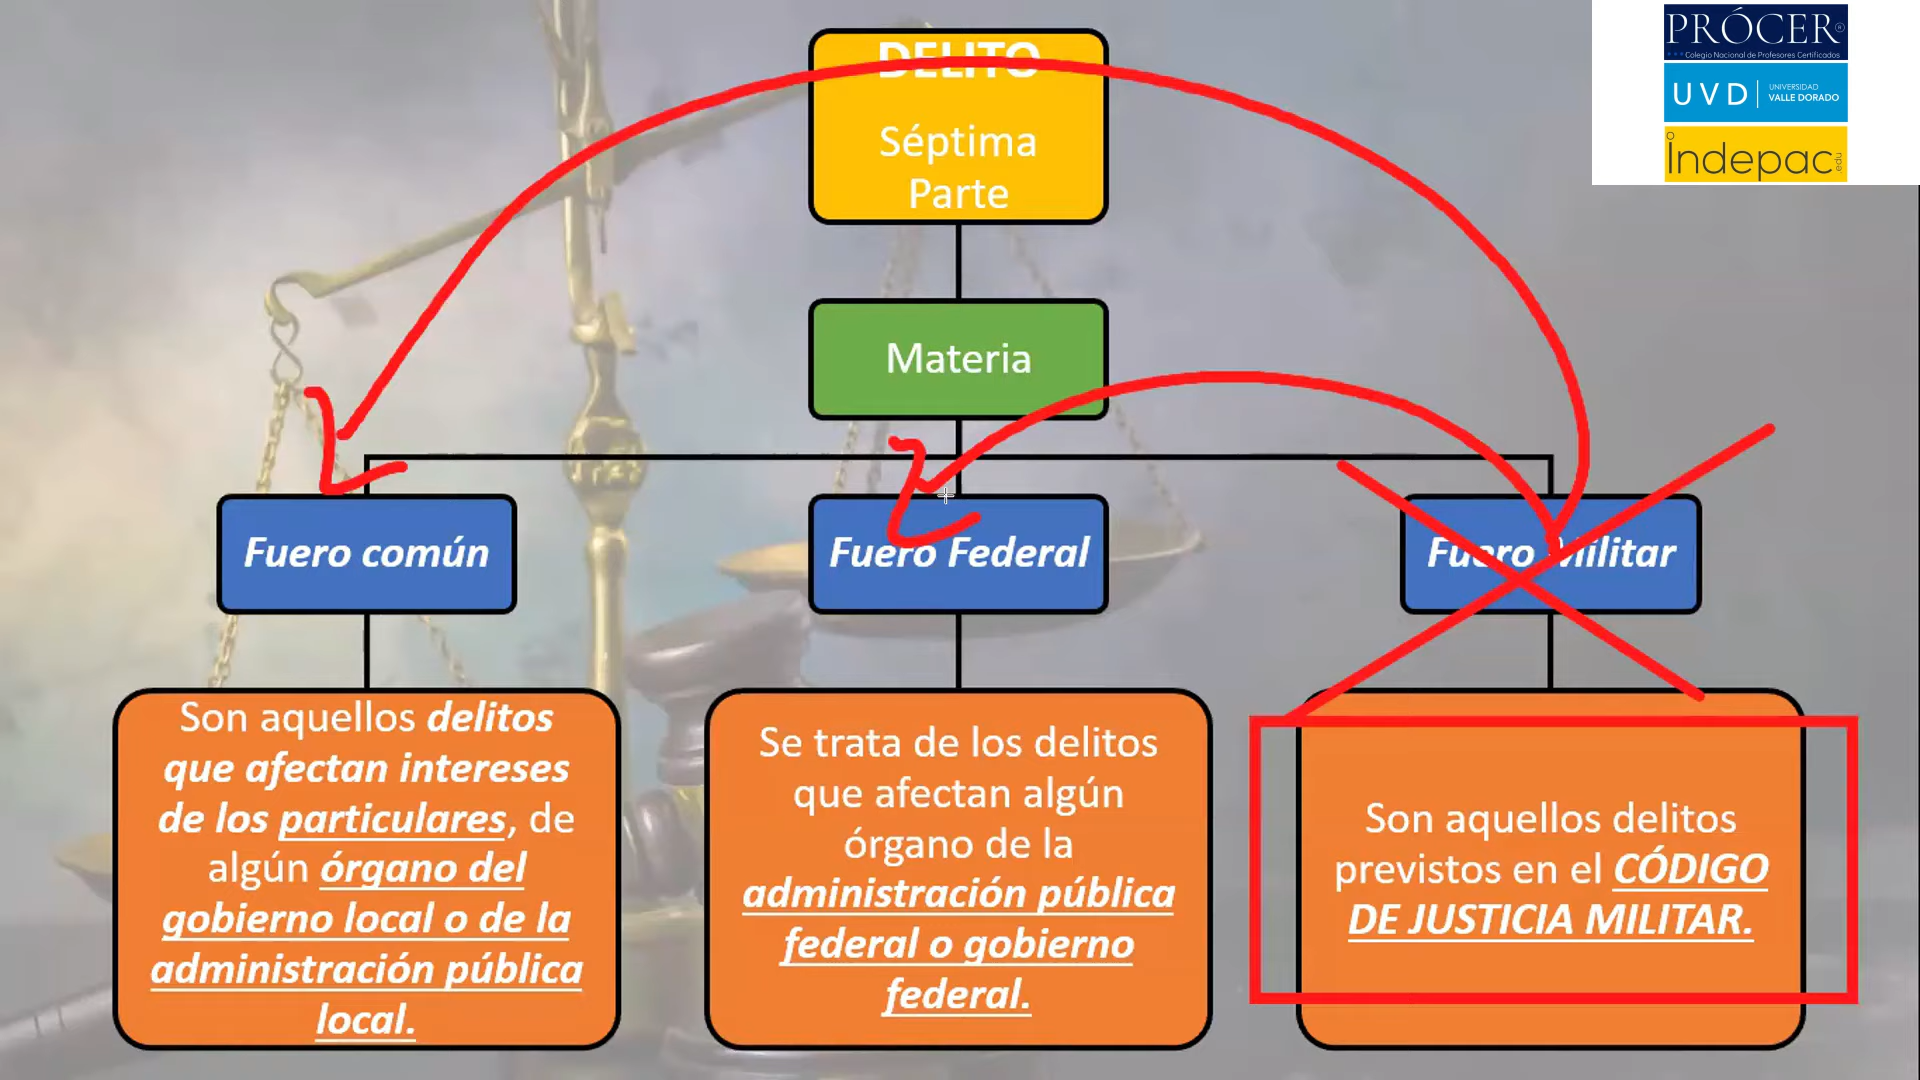 DELITO
Séptima
Parte
PRÓCER
Colegio Nacional de Profesores Certificados
UVD
UNIVERSIDAD
VALLE DORADO
Indepac
.edu
Materia
Fuero común
Fuero Federal
Fuero Militar
Son aquellos delitos
que afectan intereses
de los particulares, de
algún órgano del
gobierno local o de la
administración pública
local.
Se trata de los delitos
que afectan algún
órgano de la
administración pública
federal o gobierno
federal.
Son aquellos delitos
previstos en el CÓDIGO
DE JUSTICIA MILITAR.